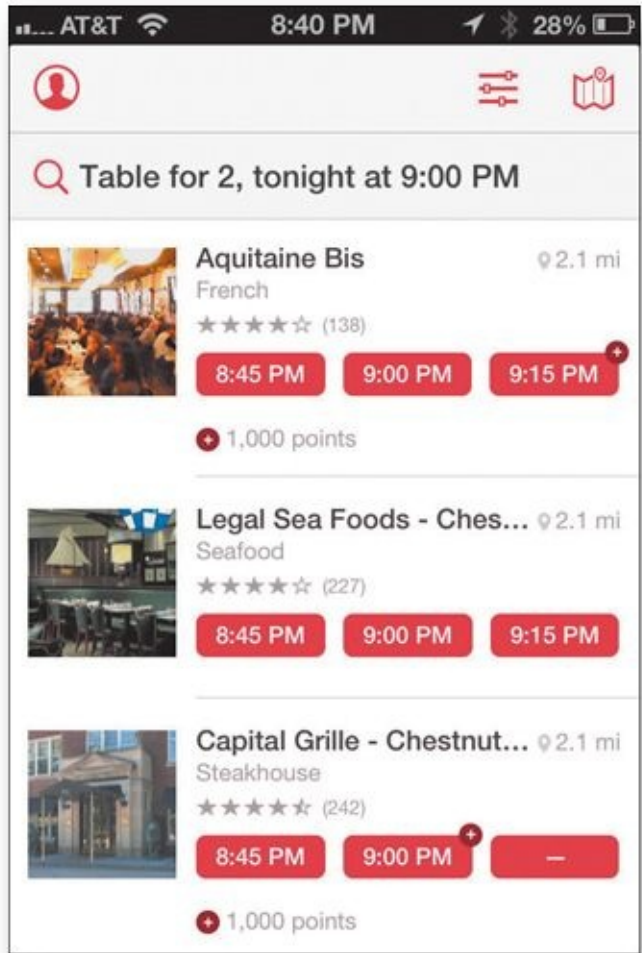 AT&T 8:40 PM 28%
Table for 2, tonight at 9:00 PM
Aquitaine Bis 2.1 mi
French
(138)
8:45 PM 9:00 PM 9:15 PM
1,000 points
Legal Sea Foods - Ches... 2.1 mi
Seafood
(227)
8:45 PM 9:00 PM 9:15 PM
Capital Grille - Chestnut... 2.1 mi
Steakhouse
(242)
8:45 PM 9:00 PM –
1,000 points